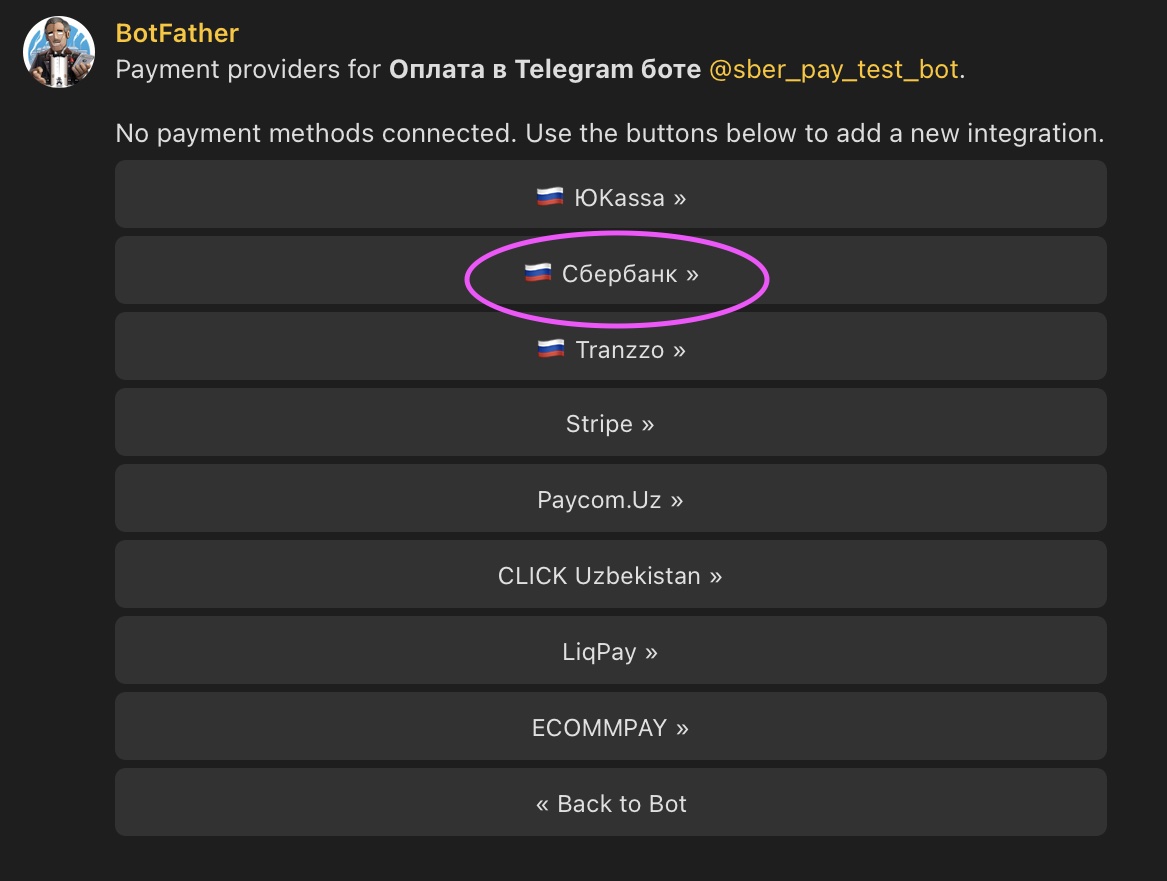 BotFather
Payment providers for Оплата в Telegram боте @sber_pay_test_bot.
No payment methods connected. Use the buttons below to add a new integration.
🇷🇺 ЮKassa »
🇷🇺 Сбербанк »
🇷🇺 Tranzzo »
Stripe »
Paycom.Uz »
CLICK Uzbekistan »
LiqPay »
ECOMMPAY »
« Back to Bot